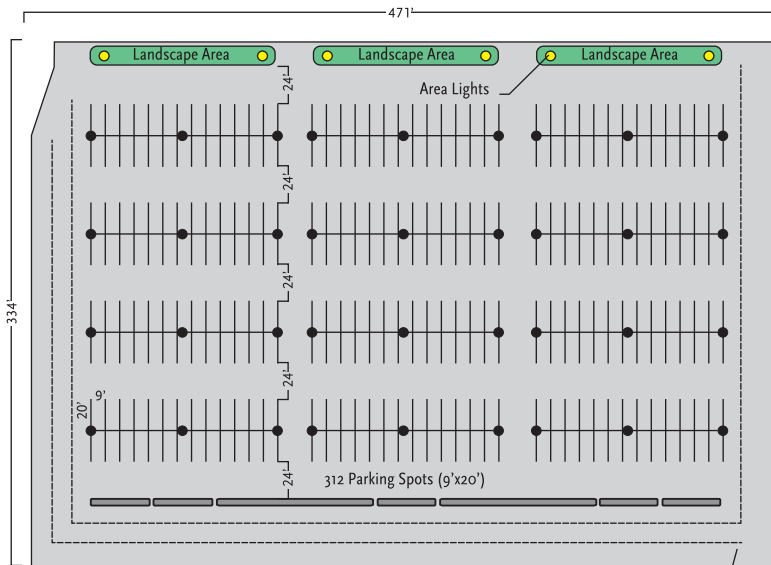 471'
Landscape Area
Landscape Area
Landscape Area
24'
Area Lights
24'
24'
334'
24'
9'
20'
24'
312 Parking Spots (9'x20')